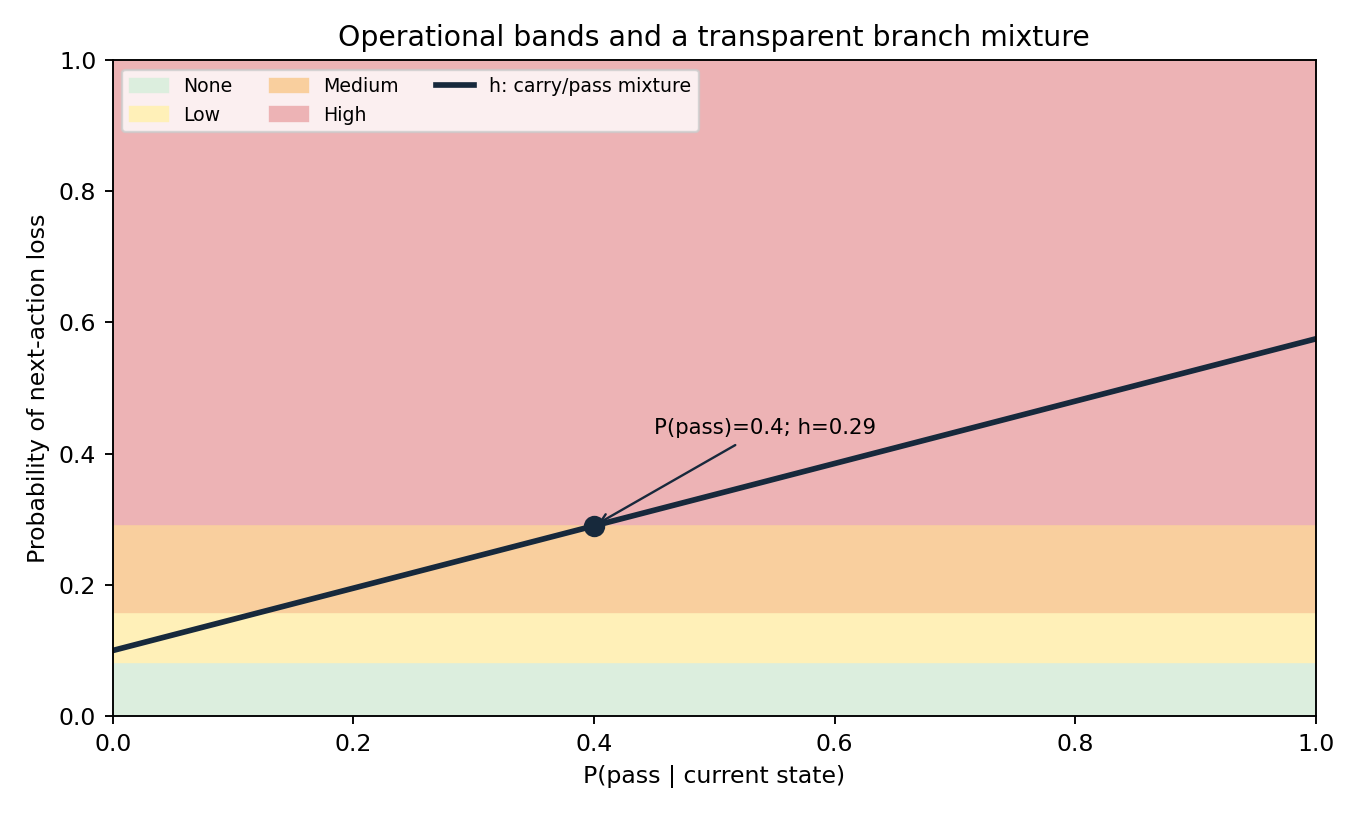 Operational bands and a transparent branch mixture
None
Low
Medium
High
h: carry/pass mixture
P(pass)=0.4; h=0.29
Probability of next-action loss
1.0
0.8
0.6
0.4
0.2
0.0
0.0 0.2 0.4 0.6 0.8 1.0
P(pass | current state)